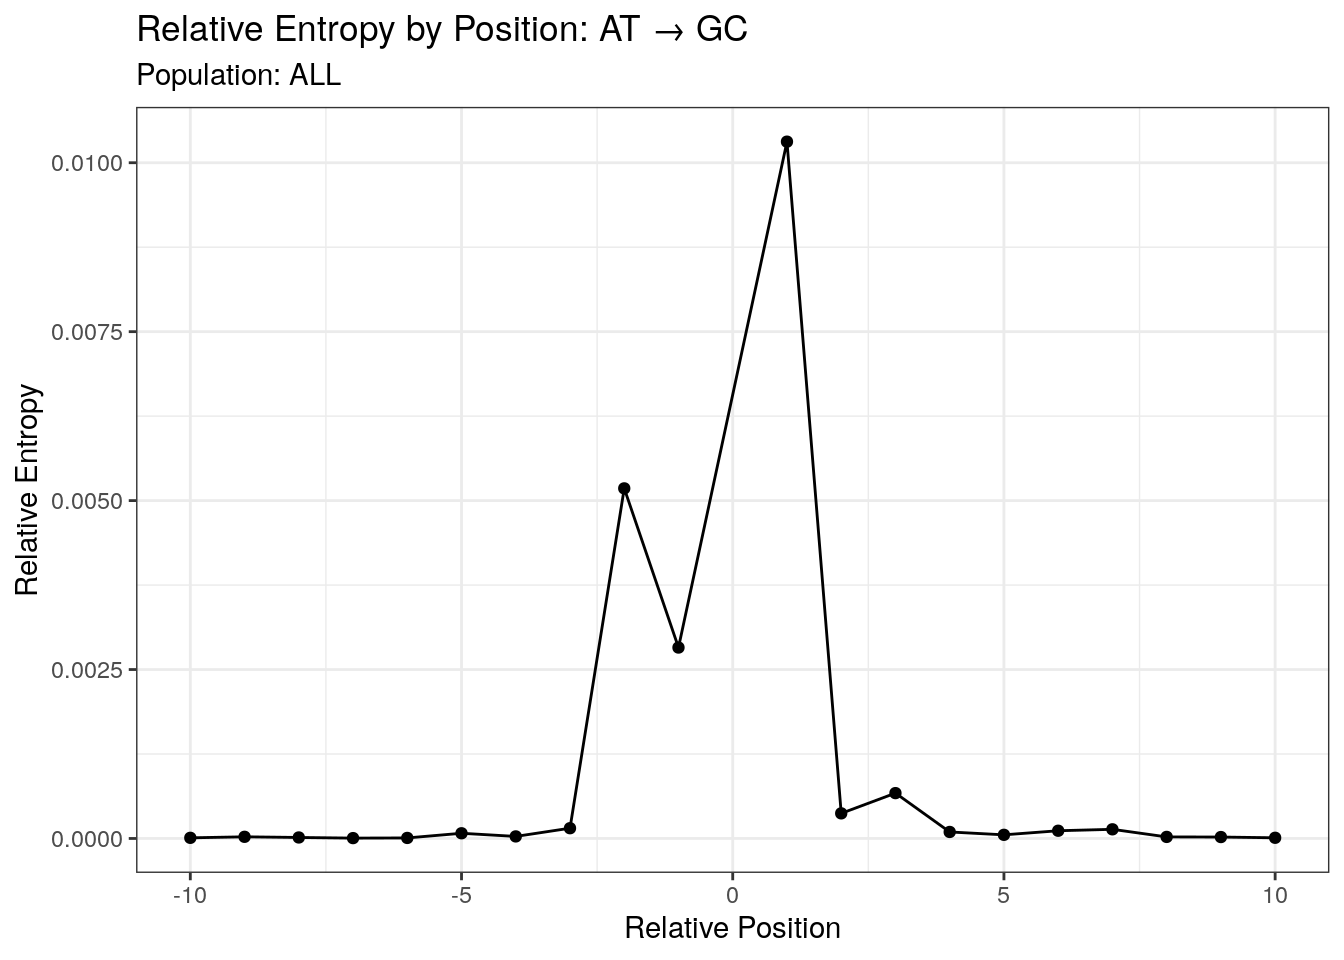 Relative Entropy by Position: AT → GC
Population: ALL
0.0100
0.0075
0.0050
0.0025
0.0000
Relative Entropy
-10 -5 0 5 10
Relative Position